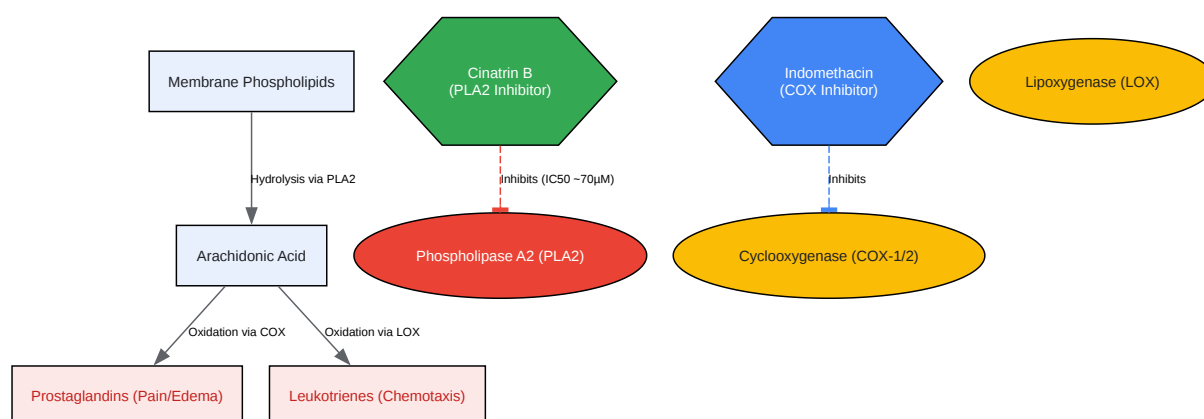 Membrane Phospholipids
Cinatrin B
(PLA2 Inhibitor)
Indomethacin
(COX Inhibitor)
Lipoxygenase (LOX)
Hydrolysis via PLA2
Inhibits (IC50 ~70μM)
Inhibits
Arachidonic Acid
Phospholipase A2 (PLA2)
Cyclooxygenase (COX-1/2)
Oxidation via COX
Oxidation via LOX
Prostaglandins (Pain/Edema)
Leukotrienes (Chemotaxis)